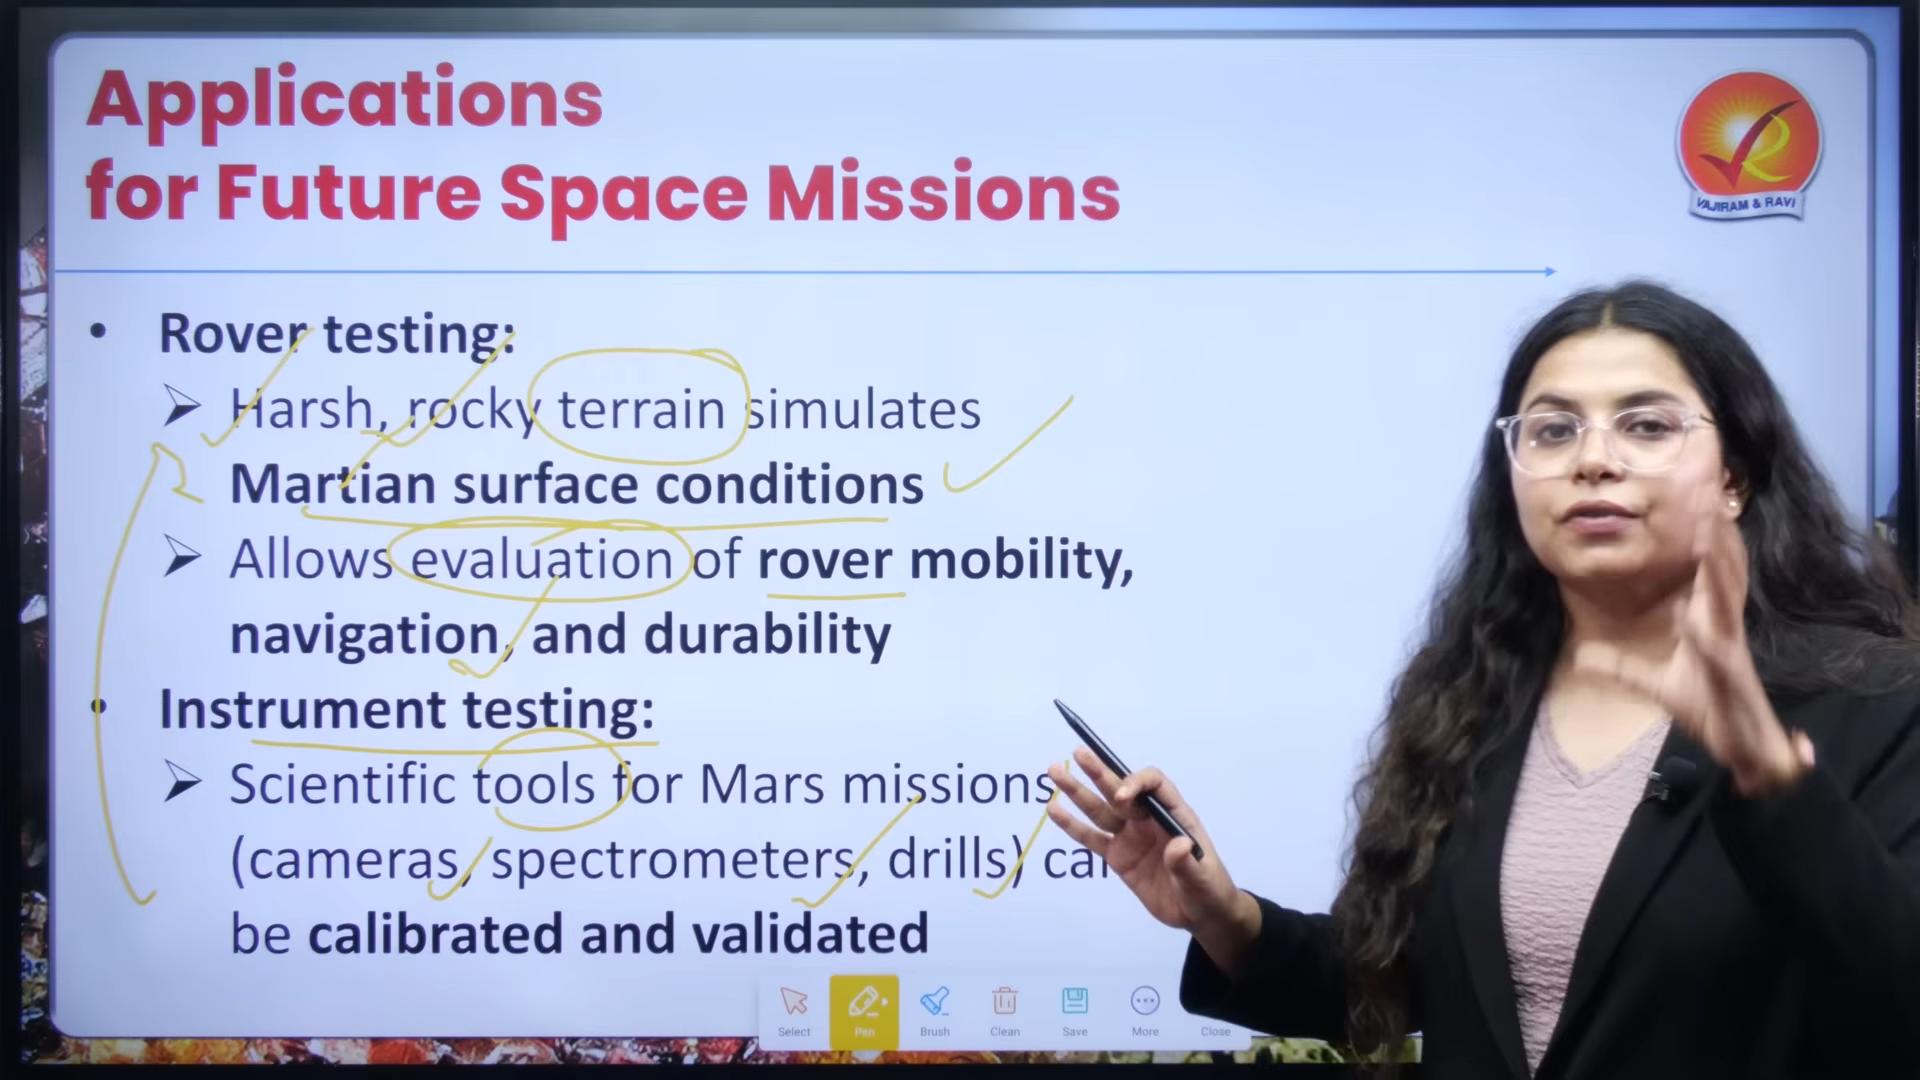 Applications
for Future Space Missions
VAJIRAM & RAVI
• Rover testing:
➢ Harsh, rocky terrain simulates
Martian surface conditions
➢ Allows evaluation of rover mobility,
navigation, and durability
• Instrument testing:
➢ Scientific tools for Mars missions
(cameras, spectrometers, drills)
be calibrated and validated
Select Pen Brush Clean Save More Close